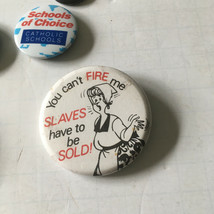 Schools
of Choice
CATHOLIC
SCHOOLS
You can't FIRE me
SLAVES
have to
be
SOLD!